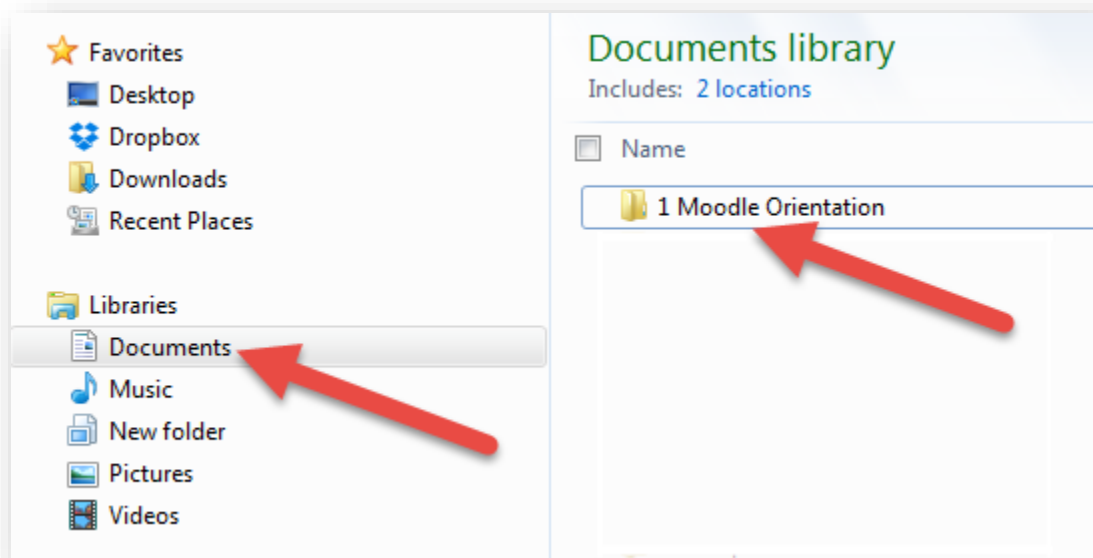 Favorites
Desktop
Dropbox
Downloads
Recent Places
Libraries
Documents
Music
New folder
Pictures
Videos
Documents library
Includes: 2 locations
Name
1 Moodle Orientation